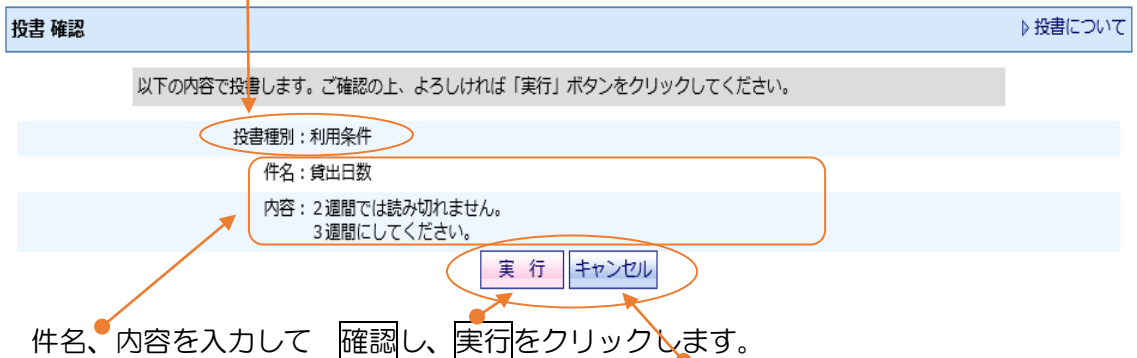 投書 確認
投書について
以下の内容で投書します。ご確認の上、よろしければ「実行」ボタンをクリックしてください。
投書種別：利用条件
件名：貸出日数
内容：2週間では読み切れません。
3週間にしてください。
実 行 キャンセル
件名、内容を入力して 確認し、実行をクリックします。